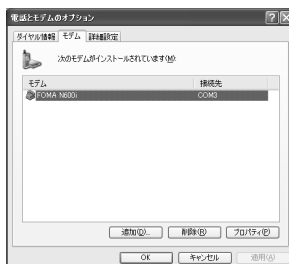 電話とモデムのオプション
ダイヤル情報 モデム 詳細設定
次のモデムがインストールされています(M):
モデム 接続先
FOMA N600i COM3
追加(D)... 削除(R) プロパティ(P)
OK キャンセル 適用(A)